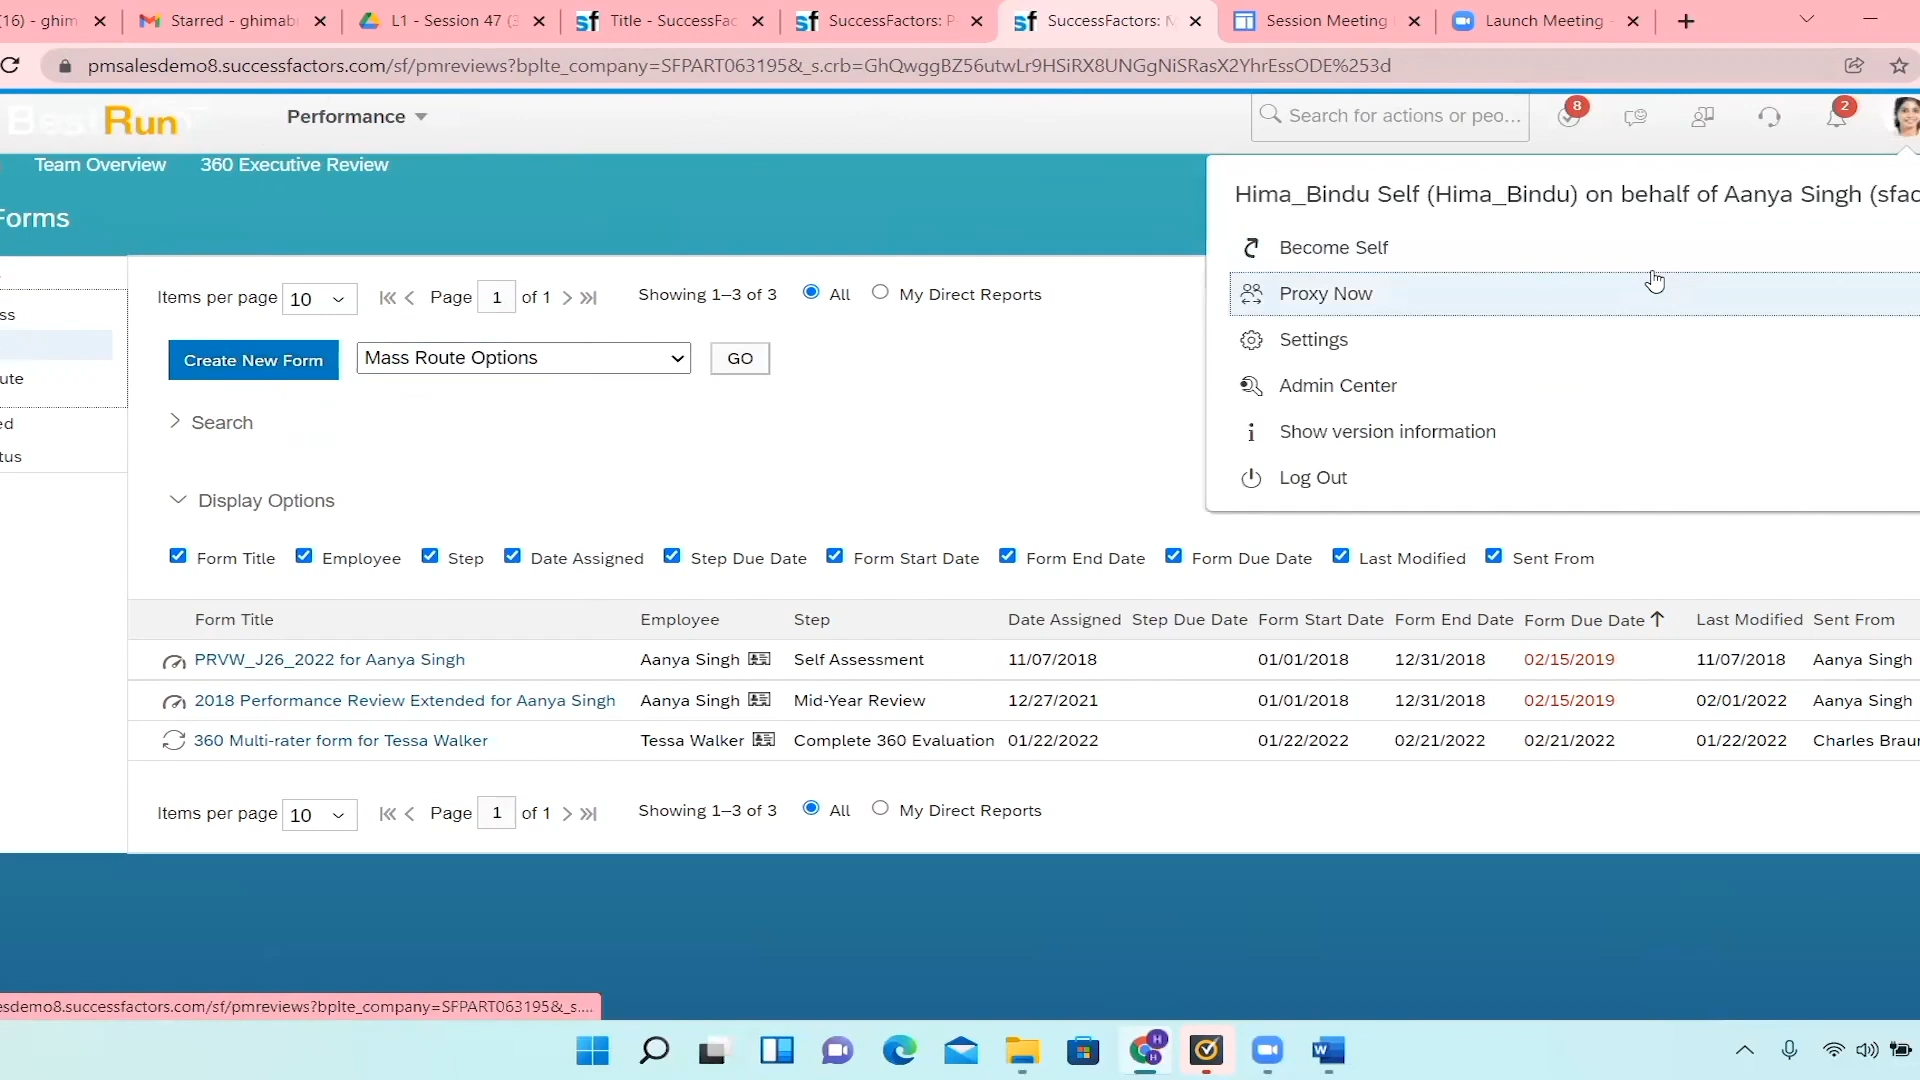 16) - ghim
Starred - ghimabi
L1 - Session 47 (3
Title - SuccessFac
SuccessFactors: P
SuccessFactors: M
Session Meeting
Launch Meeting -
pmsalesdemo8.successfactors.com/sf/pmreviews?bplte_company=SFPART063195&_s.crb=GhQwggBZ56utwLr9HSiRX8UNGgNiSRasX2YhrEssODE%253d
BestRun
Performance
Search for actions or peo...
8
2
Team Overview 360 Executive Review
Forms
Hima_Bindu Self (Hima_Bindu) on behalf of Aanya Singh (sfac
Become Self
Proxy Now
Settings
Admin Center
Show version information
Log Out
ss
ute
ed
tus
Items per page 10 Page 1 of 1 Showing 1–3 of 3 All My Direct Reports
Create New Form Mass Route Options GO
Search
Display Options
Form Title Employee Step Date Assigned Step Due Date Form Start Date Form End Date Form Due Date Last Modified Sent From
Form Title Employee Step Date Assigned Step Due Date Form Start Date Form End Date Form Due Date Last Modified Sent From
PRVW_J26_2022 for Aanya Singh Aanya Singh Self Assessment 11/07/2018 01/01/2018 12/31/2018 02/15/2019 11/07/2018 Aanya Singh
2018 Performance Review Extended for Aanya Singh Aanya Singh Mid-Year Review 12/27/2021 01/01/2018 12/31/2018 02/15/2019 02/01/2022 Aanya Singh
360 Multi-rater form for Tessa Walker Tessa Walker Complete 360 Evaluation 01/22/2022 01/22/2022 02/21/2022 02/21/2022 01/22/2022 Charles Braun
Items per page 10 Page 1 of 1 Showing 1–3 of 3 All My Direct Reports
esdemo8.successfactors.com/sf/pmreviews?bplte_company=SFPART063195&_s....
H
H
W